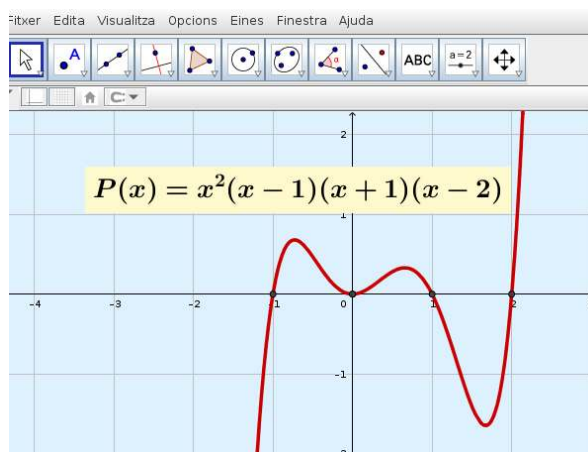 Fitxer Edita Visualitza Opcions Eines Finestra Ajuda
A α ABC a=2
P(x) = x²(x − 1)(x + 1)(x − 2)
2
1
-4 -3 -2 -1 0 1 2
-1
-2